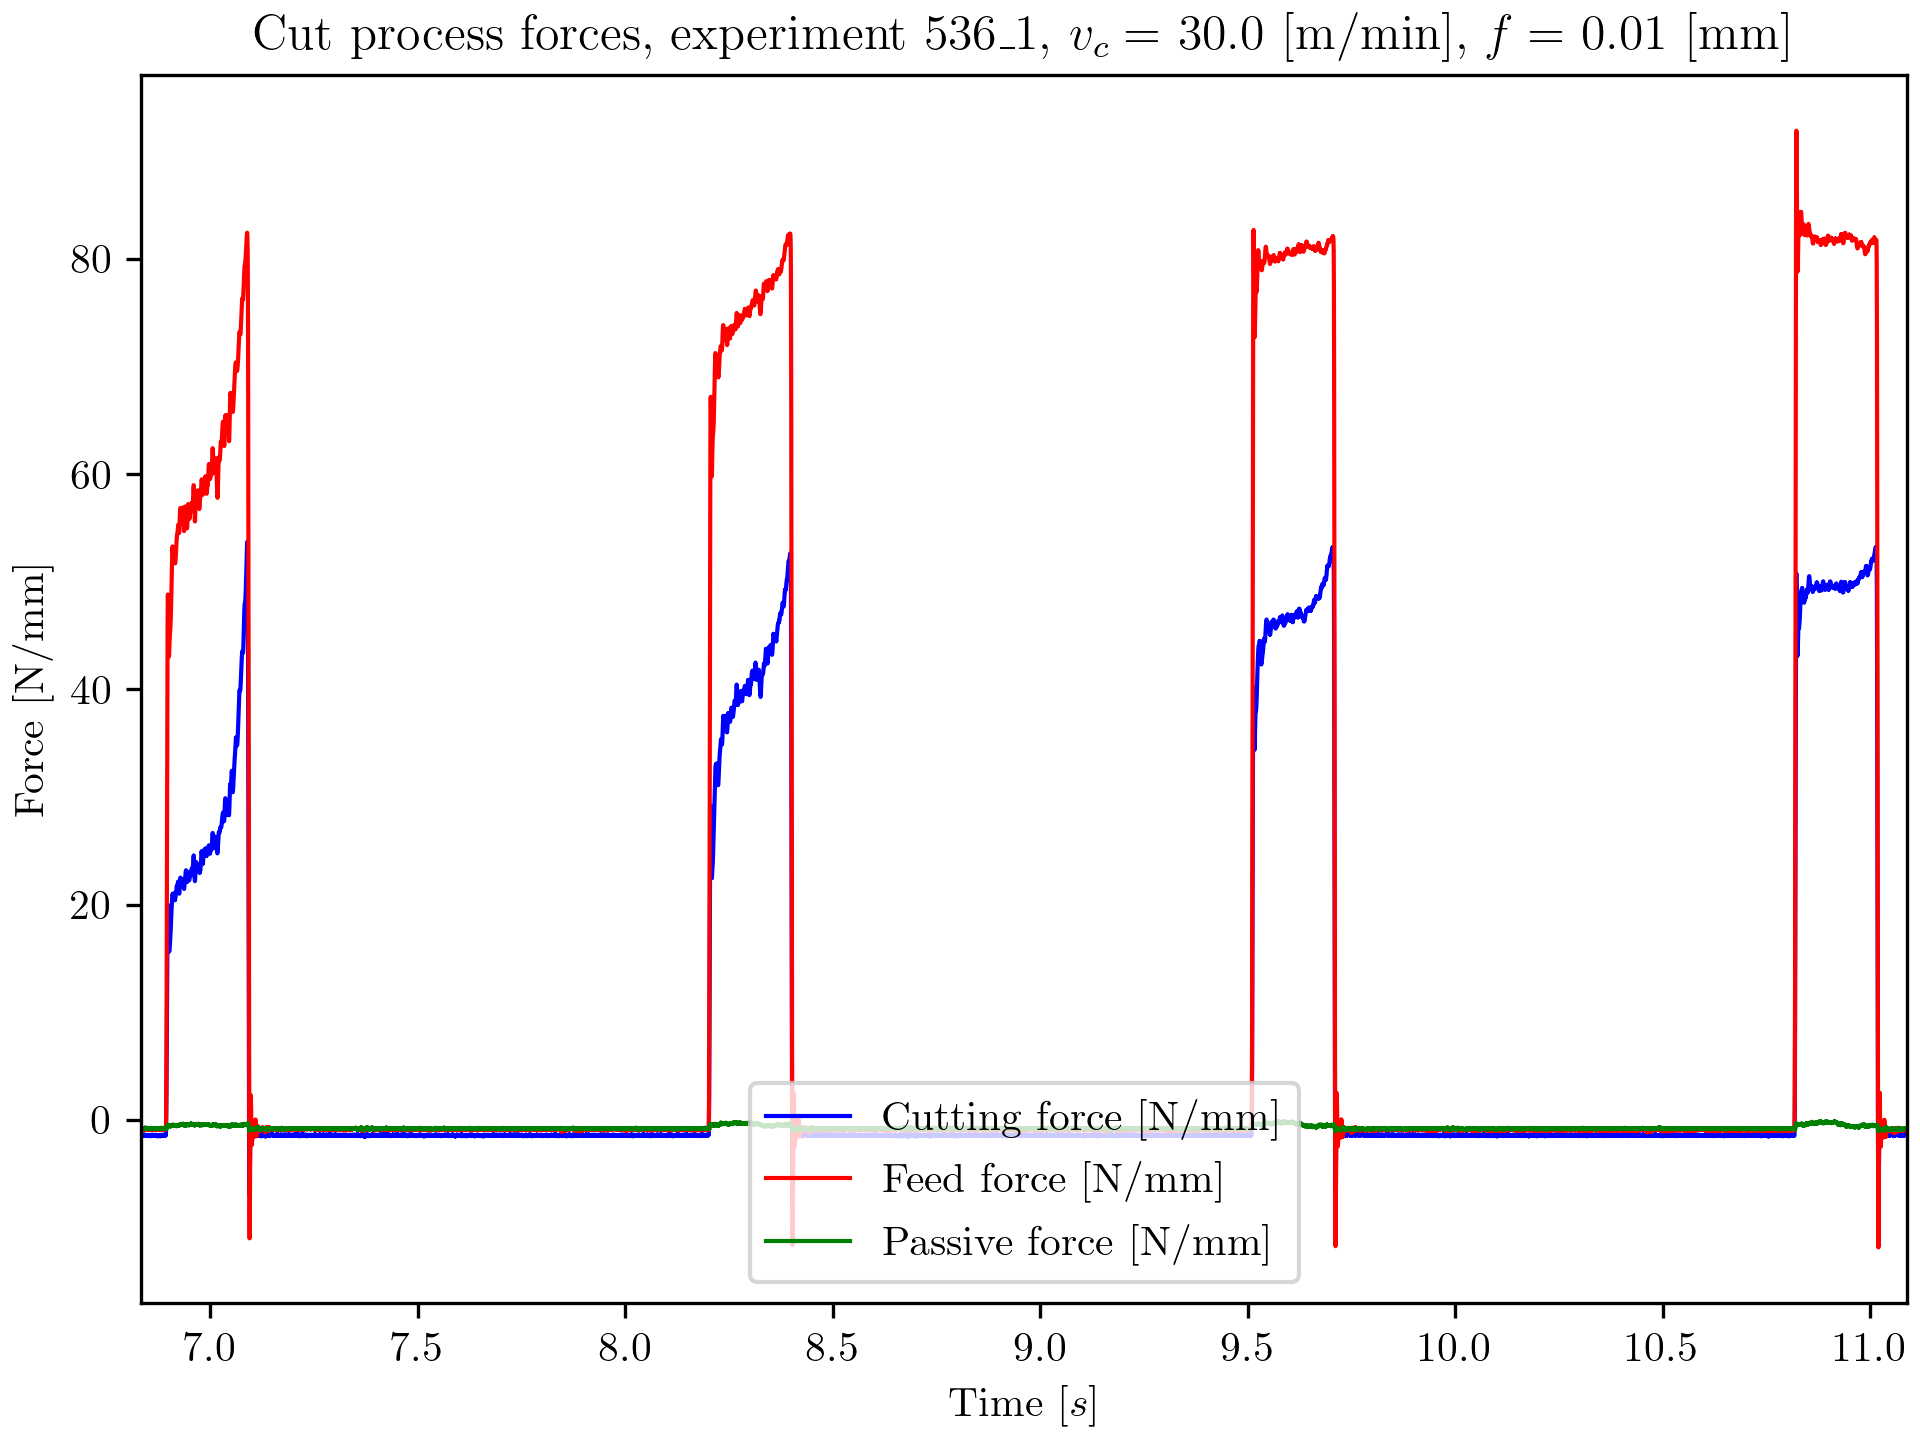 Cut process forces, experiment 536_1, v_c = 30.0 [m/min], f = 0.01 [mm]
Force [N/mm]
80
60
40
20
0
Cutting force [N/mm]
Feed force [N/mm]
Passive force [N/mm]
7.0 7.5 8.0 8.5 9.0 9.5 10.0 10.5 11.0
Time [s]